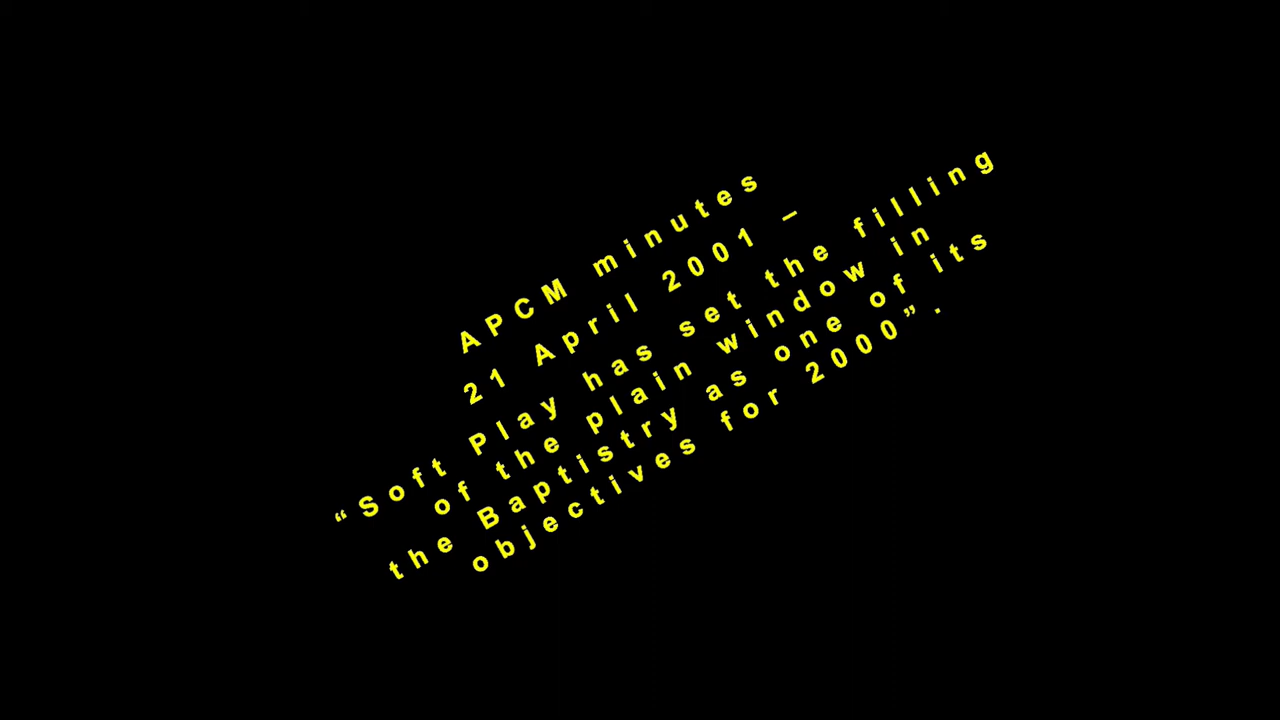 APCM minutes
21 April 2001 –
“Soft Play has set the filling
of the plain window in
the Baptistry as one of its
objectives for 2000”.